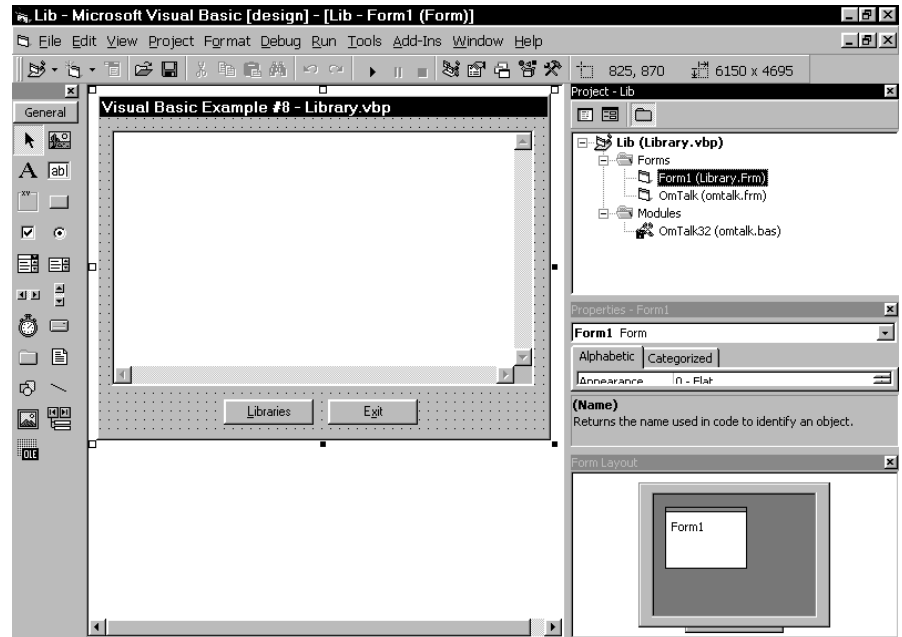 Lib - Microsoft Visual Basic [design] - [Lib - Form1 (Form)]
File Edit View Project Format Debug Run Tools Add-Ins Window Help
825, 870 6150 x 4695
General
A ab|
XY
OLE
Visual Basic Example #8 - Library.vbp
Libraries Exit
Project - Lib
Lib (Library.vbp)
Forms
Form1 (Library.Frm)
OmTalk (omtalk.frm)
Modules
OmTalk32 (omtalk.bas)
Properties - Form1
Form1 Form
Alphabetic Categorized
Appearance 0 - Flat
(Name)
Returns the name used in code to identify an object.
Form Layout
Form1